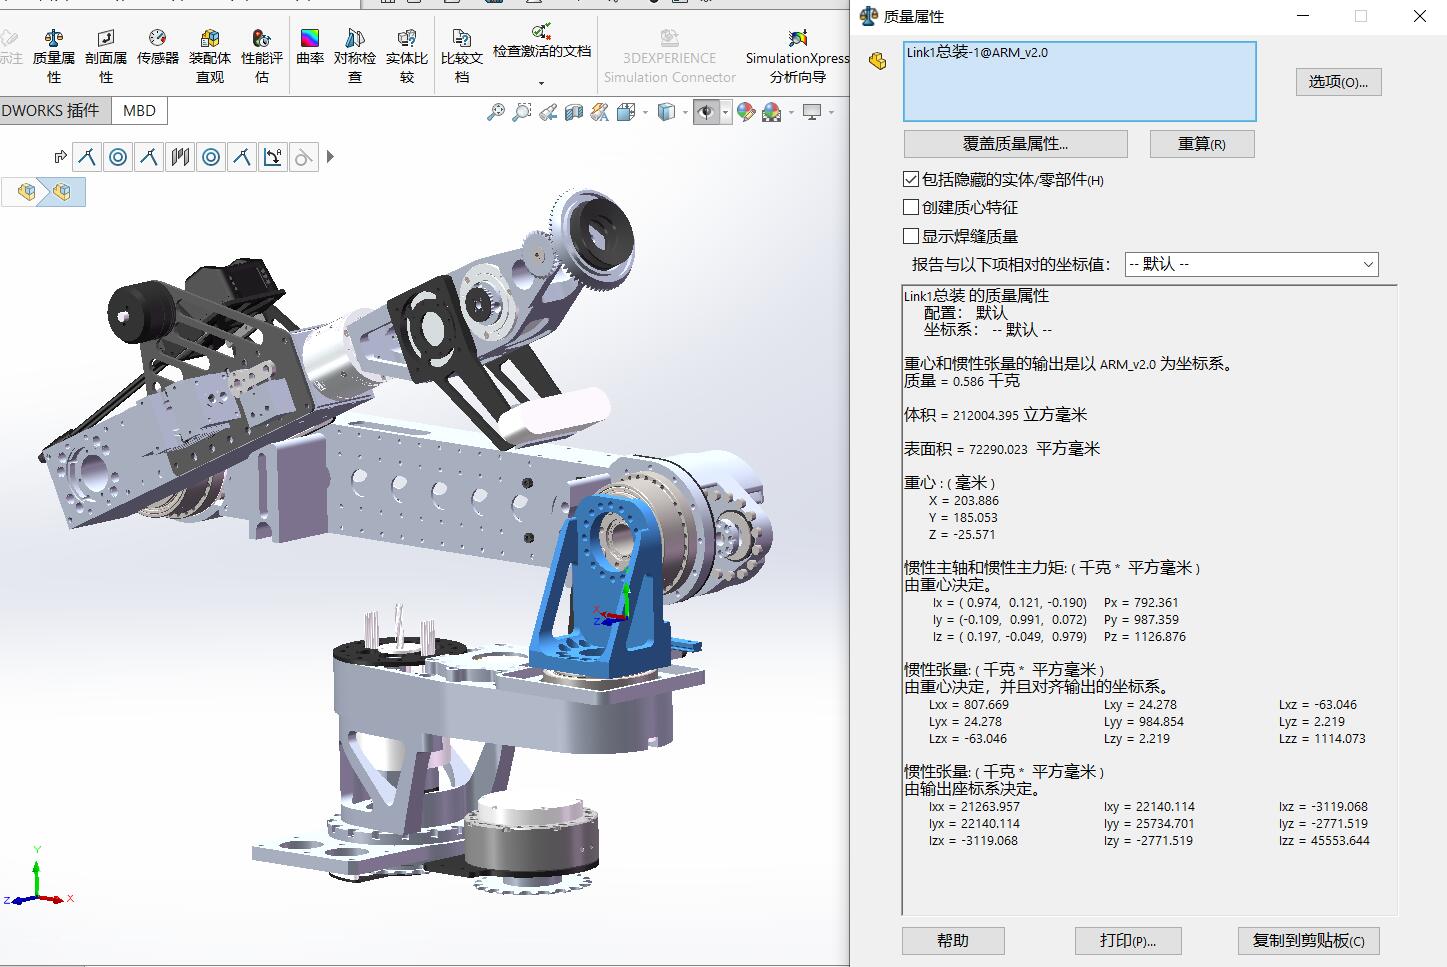 质量属性
标注
质量属性
剖面属性
传感器
装配体直观
性能评估
曲率
对称检查
实体比较
比较文档
检查激活的文档
3DEXPERIENCE
Simulation Connector
SimulationXpress
分析向导
DWORKS 插件
MBD
Link1总装-1@ARM_v2.0
选项(O)...
覆盖质量属性...
重算(R)
包括隐藏的实体/零部件(H)
创建质心特征
显示焊缝质量
报告与以下项相对的坐标值：
-- 默认 --
Link1总装 的质量属性
配置： 默认
坐标系： -- 默认 --
重心和惯性张量的输出是以 ARM_v2.0 为坐标系。
质量 = 0.586 千克
体积 = 212004.395 立方毫米
表面积 = 72290.023 平方毫米
重心 : ( 毫米 )
X = 203.886
Y = 185.053
Z = -25.571
惯性主轴和惯性主力矩: ( 千克 * 平方毫米 )
由重心决定。
Ix = ( 0.974, 0.121, -0.190) Px = 792.361
Iy = (-0.109, 0.991, 0.072) Py = 987.359
Iz = ( 0.197, -0.049, 0.979) Pz = 1126.876
惯性张量: ( 千克 * 平方毫米 )
由重心决定，并且对齐输出的坐标系。
Lxx = 807.669 Lxy = 24.278 Lxz = -63.046
Lyx = 24.278 Lyy = 984.854 Lyz = 2.219
Lzx = -63.046 Lzy = 2.219 Lzz = 1114.073
惯性张量: ( 千克 * 平方毫米 )
由输出座标系决定。
Ixx = 21263.957 Ixy = 22140.114 Ixz = -3119.068
Iyx = 22140.114 Iyy = 25734.701 Iyz = -2771.519
Izx = -3119.068 Izy = -2771.519 Izz = 45553.644
X
Z
Y
Z
X
帮助
打印(P)...
复制到剪贴板(C)